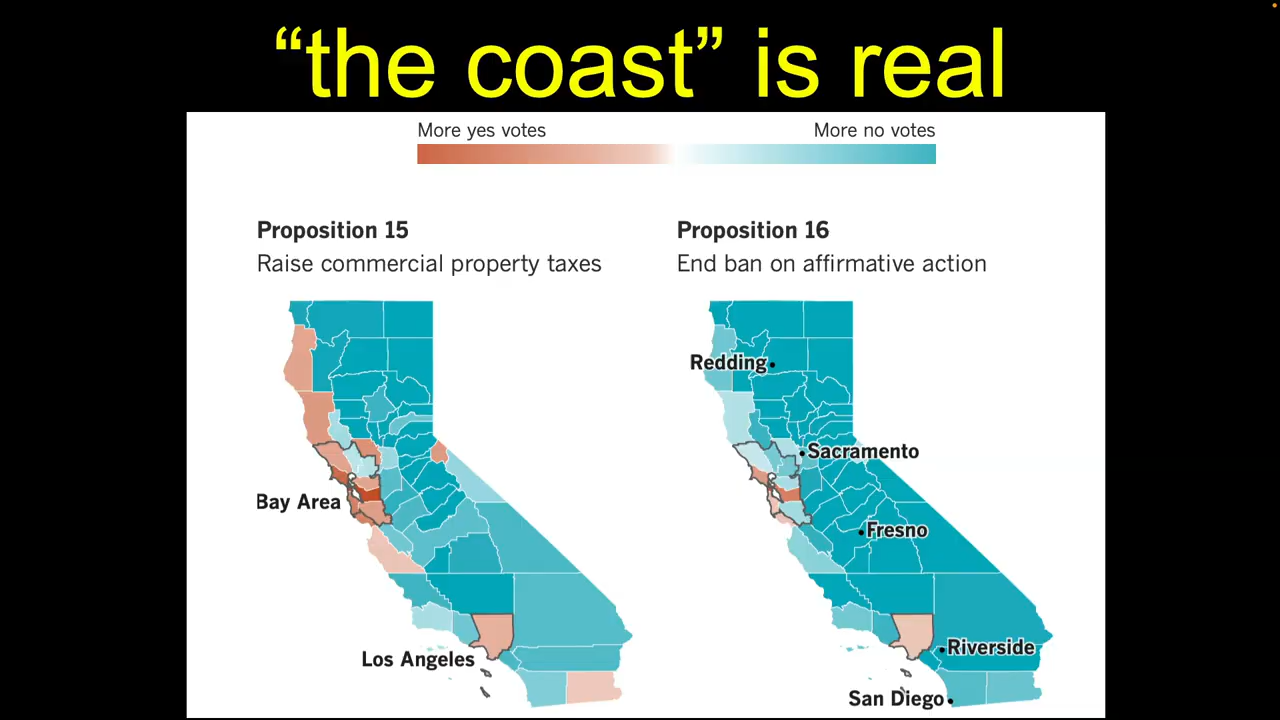 “the coast” is real
More yes votes
More no votes
Proposition 15
Raise commercial property taxes
Bay Area
Los Angeles
Proposition 16
End ban on affirmative action
Redding
Sacramento
Fresno
Riverside
San Diego